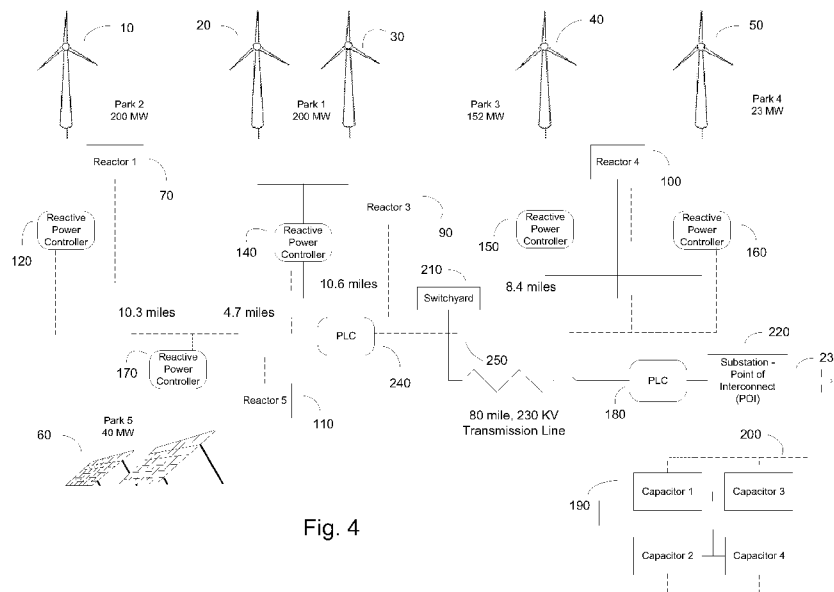 10
20
30
40
50
Park 2
200 MW
Park 1
200 MW
Park 3
152 MW
Park 4
23 MW
Reactor 1
70
Reactor 4
100
Reactive
Power
Controller
120
Reactive
Power
Controller
140
Reactor 3
90
Reactive
Power
Controller
150
Reactive
Power
Controller
160
10.6 miles
210
Switchyard
8.4 miles
10.3 miles
4.7 miles
PLC
240
250
220
Substation -
Point of
Interconnect
(POI)
23
Reactive
Power
Controller
170
Reactor 5
110
PLC
180
80 mile, 230 KV
Transmission Line
Park 5
40 MW
60
200
190
Capacitor 1
Capacitor 3
Capacitor 2
Capacitor 4
Fig. 4